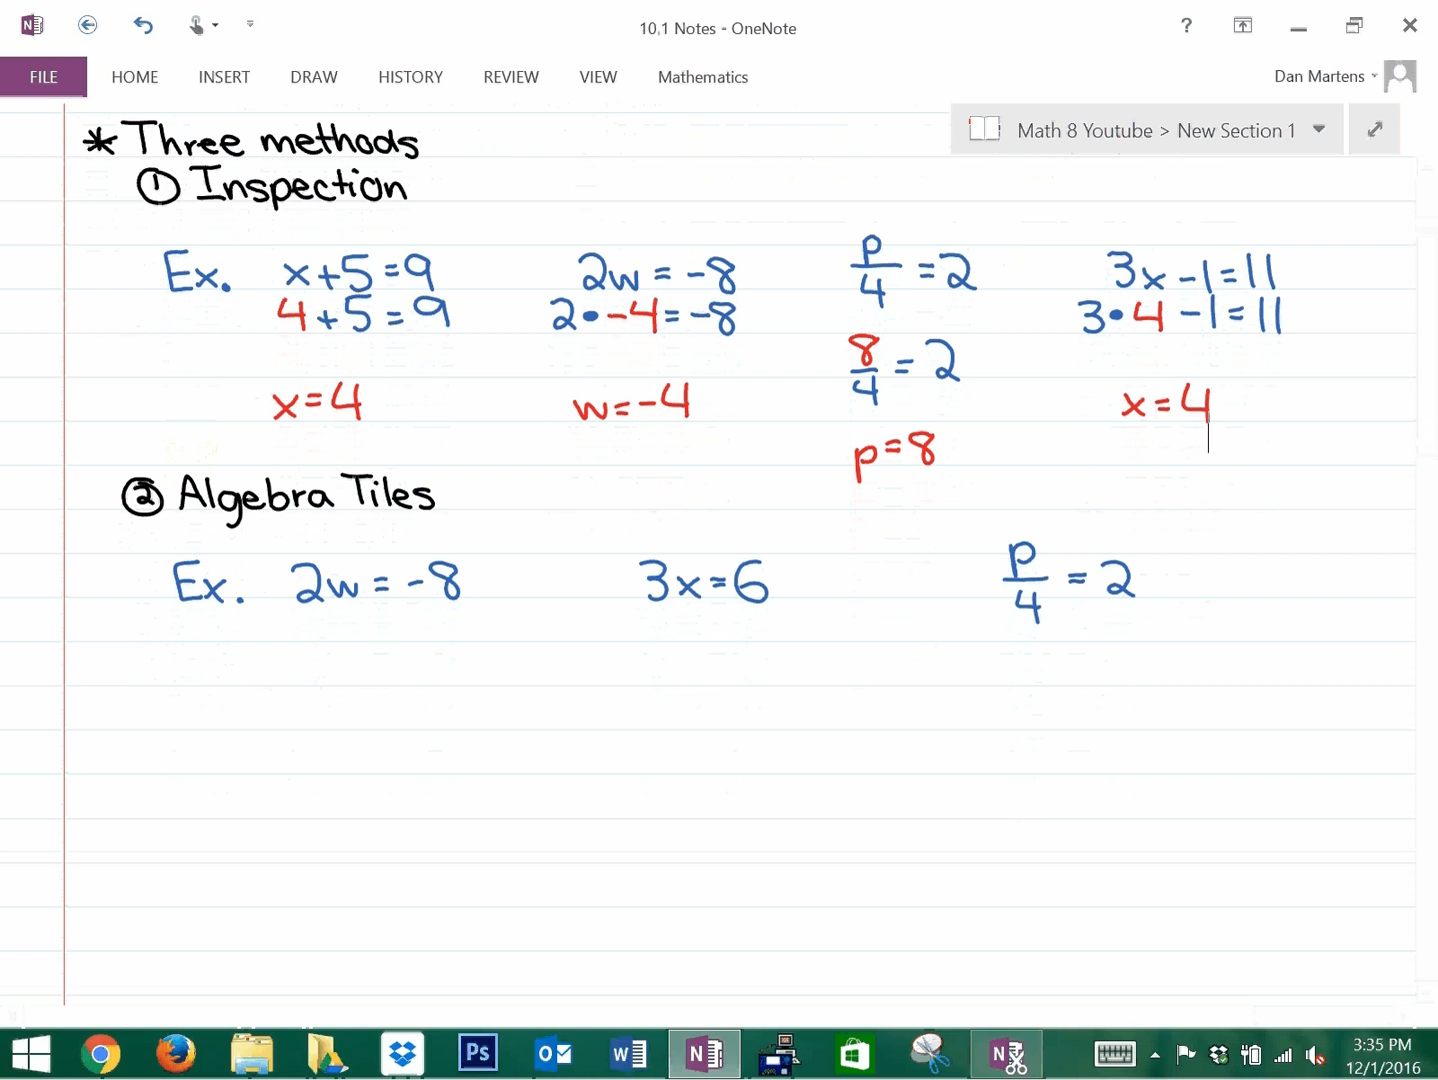 10,1 Notes - OneNote
?
FILE HOME INSERT DRAW HISTORY REVIEW VIEW Mathematics
Dan Martens
Math 8 Youtube > New Section 1
* Three methods
① Inspection
Ex. x+5=9 2w = -8 p/4 = 2 3x -1 = 11
4+5=9 2•-4=-8 8/4 = 2 3•4 -1 = 11
x=4 w=-4 p=8 x=4
② Algebra Tiles
Ex. 2w = -8 3x=6 p/4 = 2
Ps
3:35 PM
12/1/2016